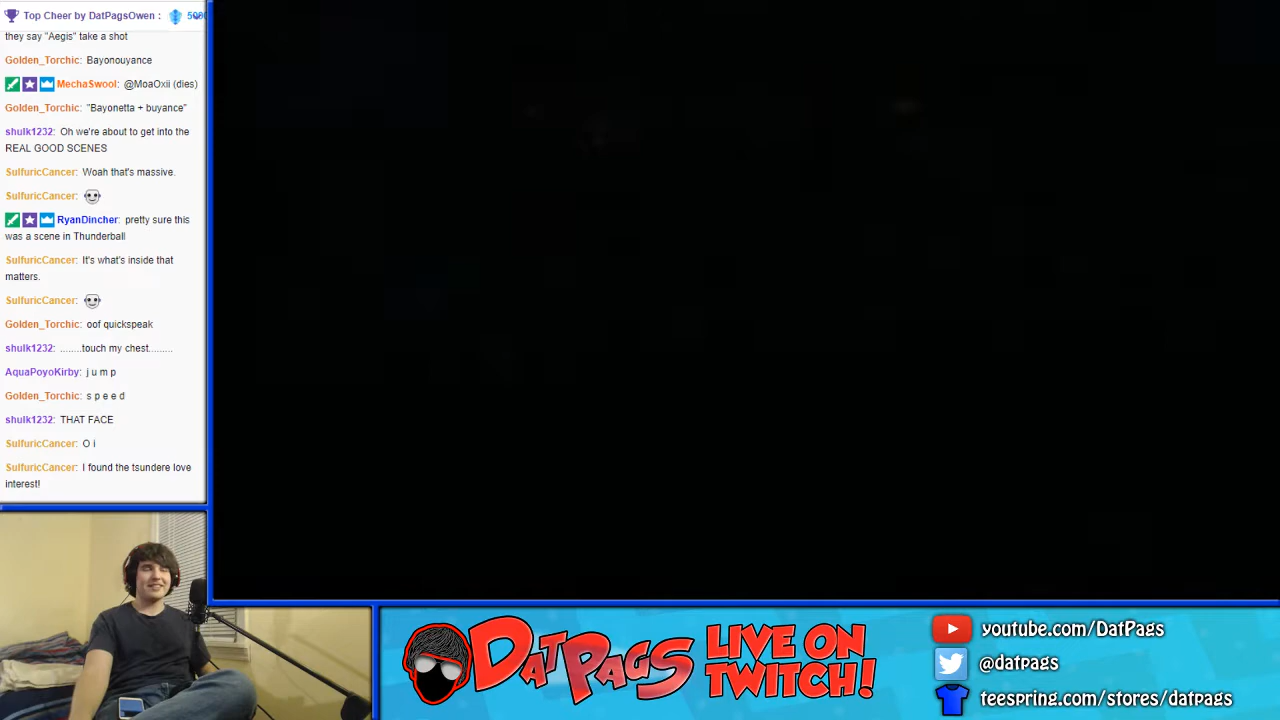 Top Cheer by DatPagsOwen :
they say "Aegis" take a shot
Golden_Torchic: Bayonouyance
MechaSwool: @MoaOxii (dies)
Golden_Torchic: "Bayonetta + buyance"
shulk1232: Oh we're about to get into the
REAL GOOD SCENES
SulfuricCancer: Woah that's massive.
SulfuricCancer:
RyanDincher: pretty sure this
was a scene in Thunderball
SulfuricCancer: It's what's inside that
matters.
SulfuricCancer:
Golden_Torchic: oof quickspeak
shulk1232: ........touch my chest.........
AquaPoyoKirby: j u m p
Golden_Torchic: s p e e d
shulk1232: THAT FACE
SulfuricCancer: O i
SulfuricCancer: I found the tsundere love
interest!
DATPAGS
LIVE ON
TWITCH!
youtube.com/DatPags
@datpags
teespring.com/stores/datpags